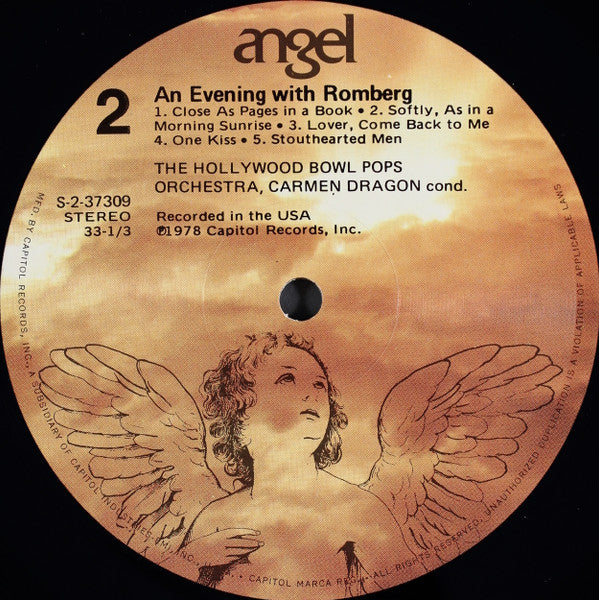 angel
2
An Evening with Romberg
1. Close As Pages in a Book • 2. Softly, As in a
Morning Sunrise • 3. Lover, Come Back to Me
4. One Kiss • 5. Stouthearted Men
THE HOLLYWOOD BOWL POPS
ORCHESTRA, CARMEN DRAGON cond.
S-2-37309
STEREO
33-1/3
Recorded in the USA
℗1978 Capitol Records, Inc.
MFD. BY CAPITOL RECORDS, INC., A SUBSIDIARY OF CAPITOL INDUSTRIES-EMI, INC., U.S.A. • CAPITOL MARCA REG. • ALL RIGHTS RESERVED. UNAUTHORIZED DUPLICATION IS A VIOLATION OF APPLICABLE LAWS